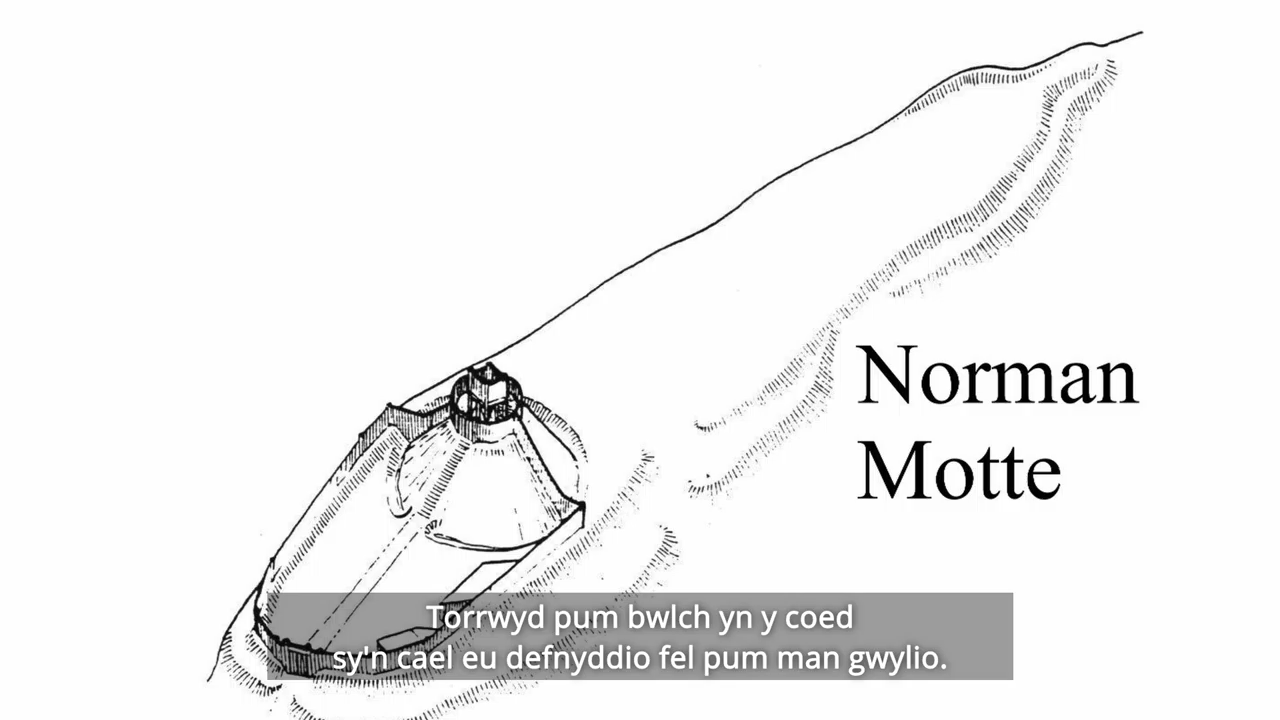 Norman
Motte
Torrwyd pum bwlch yn y coed
sy'n cael eu defnyddio fel pum man gwylio.